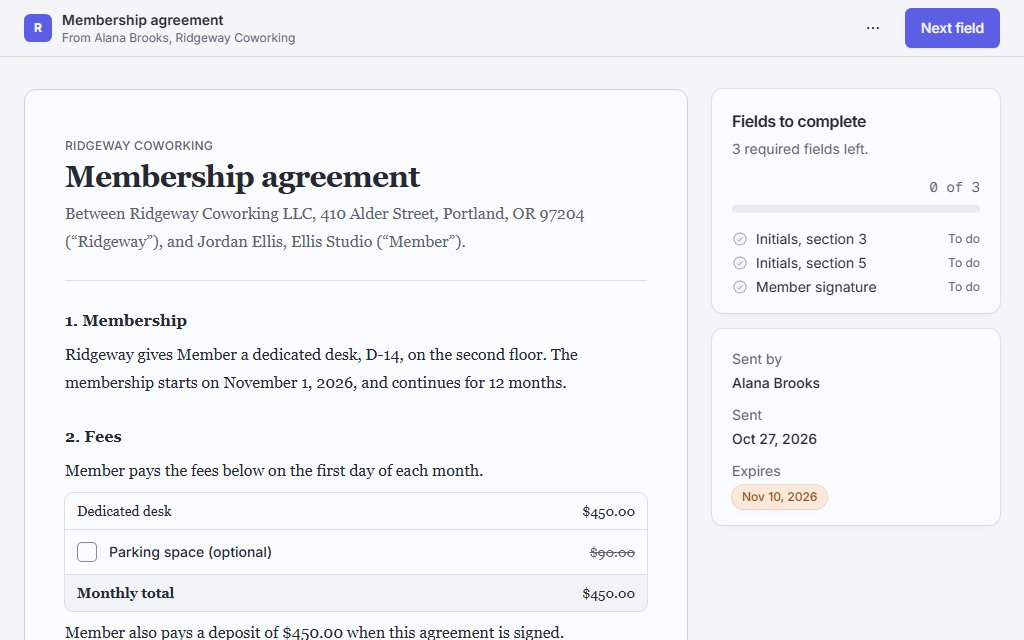 R
Membership agreement
From Alana Brooks, Ridgeway Coworking
...
Next field
RIDGEWAY COWORKING
Membership agreement
Between Ridgeway Coworking LLC, 410 Alder Street, Portland, OR 97204
(“Ridgeway”), and Jordan Ellis, Ellis Studio (“Member”).
1. Membership
Ridgeway gives Member a dedicated desk, D-14, on the second floor. The
membership starts on November 1, 2026, and continues for 12 months.
2. Fees
Member pays the fees below on the first day of each month.
Dedicated desk $450.00
Parking space (optional) $90.00
Monthly total $450.00
Member also pays a deposit of $450.00 when this agreement is signed.
Fields to complete
3 required fields left.
0 of 3
Initials, section 3 To do
Initials, section 5 To do
Member signature To do
Sent by
Alana Brooks
Sent
Oct 27, 2026
Expires
Nov 10, 2026